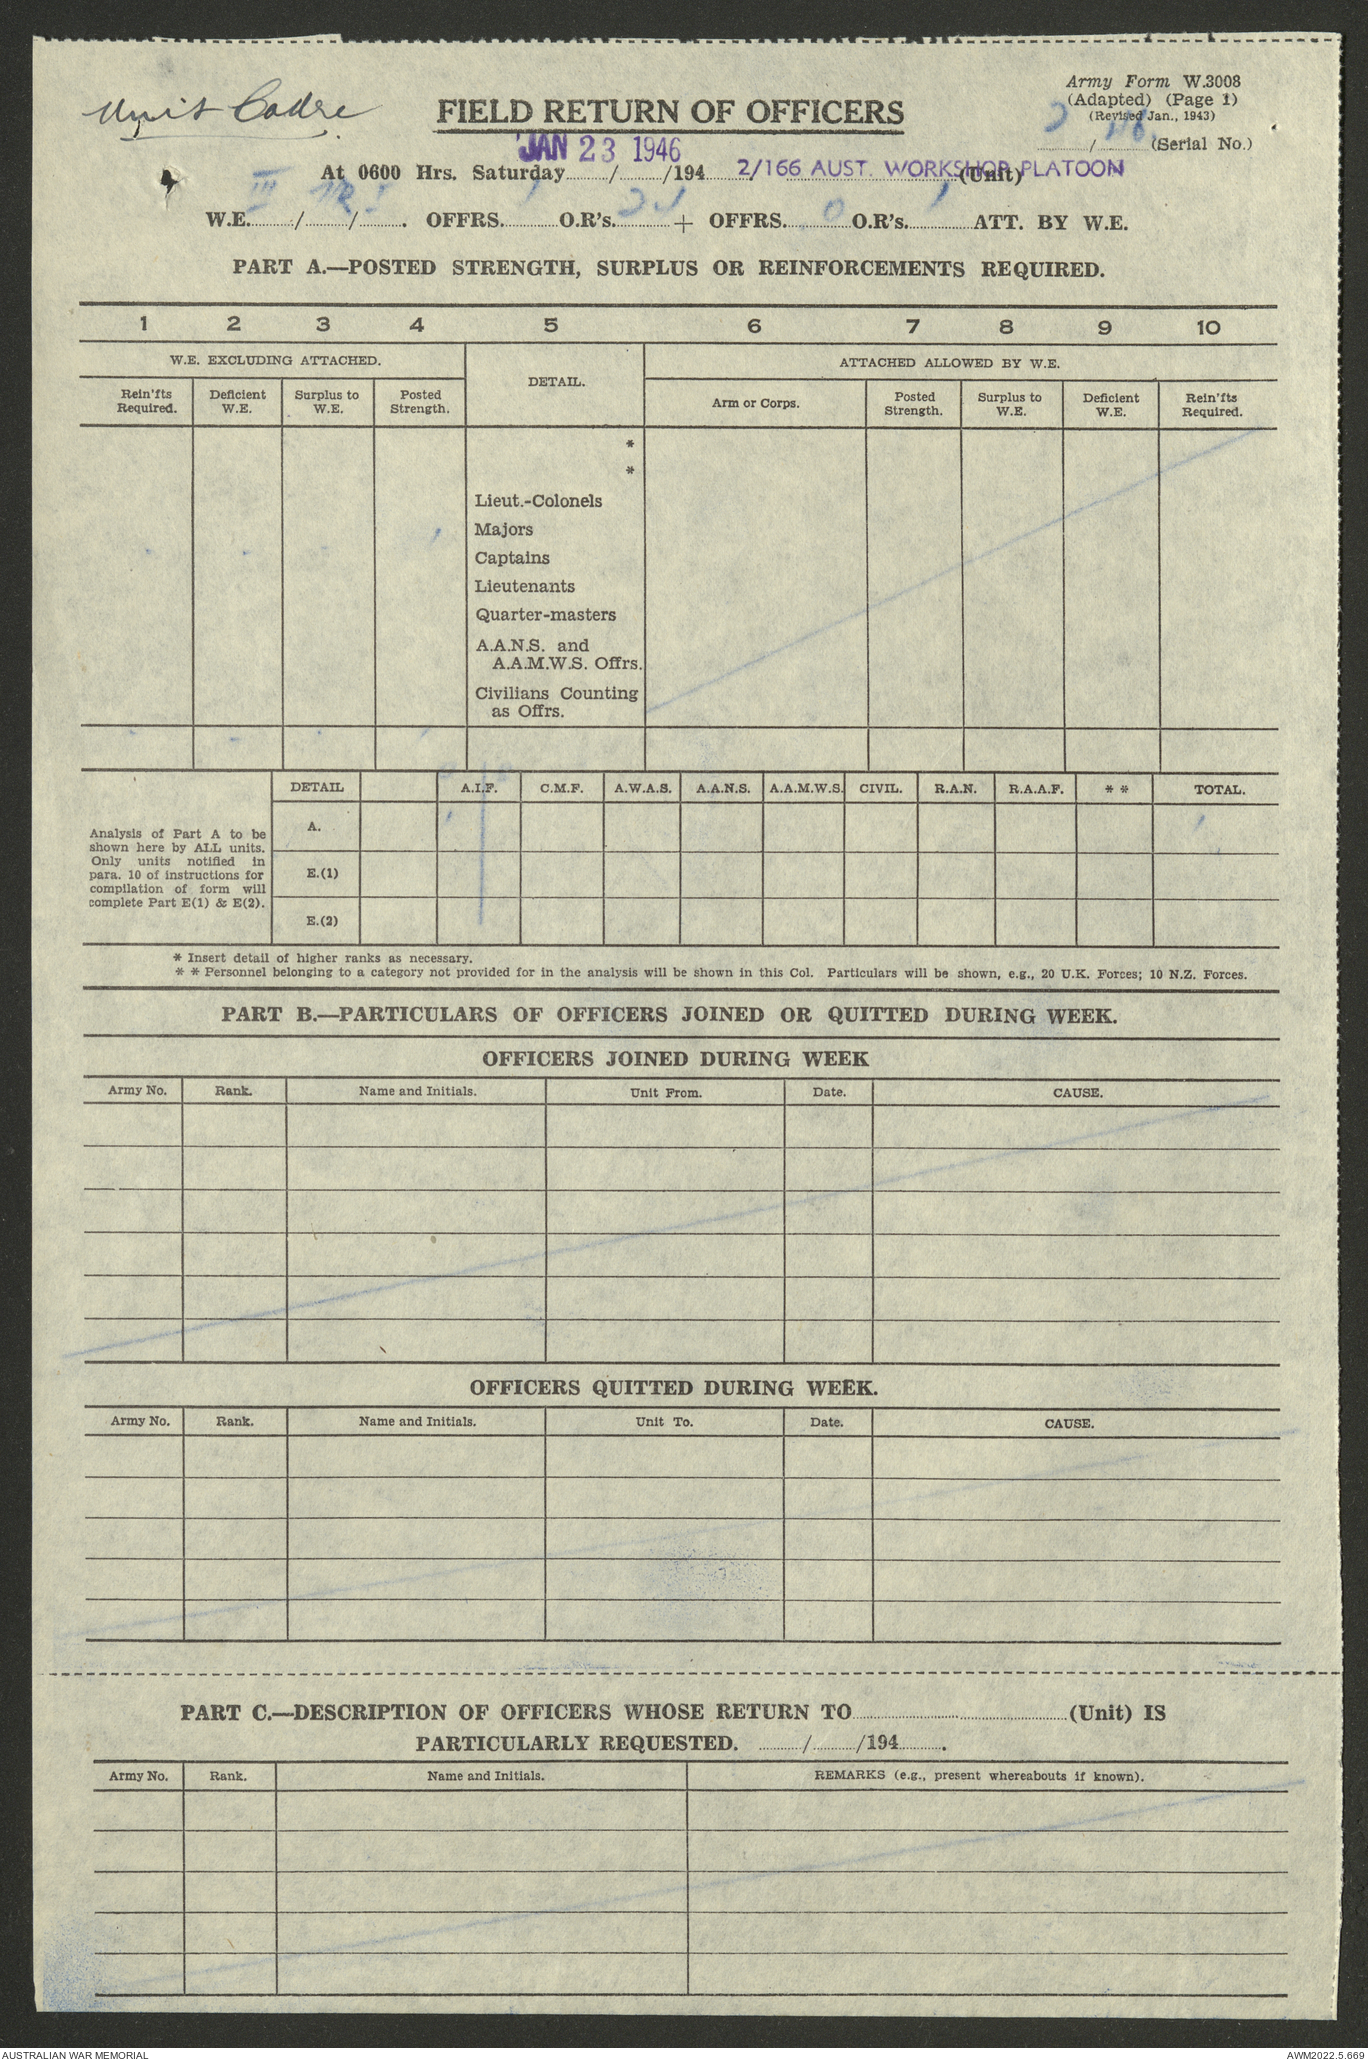 Army Form W.3008
(Adapted) (Page 1)
(Revised Jan., 1943)
2 / 46 (Serial No.)
Unit Cadre.
FIELD RETURN OF OFFICERS
JAN 23 1946
At 0600 Hrs. Saturday ...... / ...... /194 ...... 2/166 AUST. WORKSHOP PLATOON (Unit)
W.E. III / / I . OFFRS. 1 O.R's. + OFFRS. 0 O.R's. 1 ATT. BY W.E.
PART A.—POSTED STRENGTH, SURPLUS OR REINFORCEMENTS REQUIRED.
1 2 3 4 5 6 7 8 9 10
W.E. EXCLUDING ATTACHED. DETAIL. ATTACHED ALLOWED BY W.E.
Rein'fts Required. Deficient W.E. Surplus to W.E. Posted Strength. Arm or Corps. Posted Strength. Surplus to W.E. Deficient W.E. Rein'fts Required.
*
*
Lieut.-Colonels
Majors
Captains
Lieutenants
Quarter-masters
A.A.N.S. and
A.A.M.W.S. Offrs.
Civilians Counting
as Offrs.
DETAIL A.I.F. C.M.F. A.W.A.S. A.A.N.S. A.A.M.W.S. CIVIL. R.A.N. R.A.A.F. * * TOTAL.
A. 1 1
E.(1)
E.(2)
Analysis of Part A to be
shown here by ALL units.
Only units notified in
para. 10 of instructions for
compilation of form will
complete Part E(1) & E(2).
* Insert detail of higher ranks as necessary.
* * Personnel belonging to a category not provided for in the analysis will be shown in this Col. Particulars will be shown, e.g., 20 U.K. Forces; 10 N.Z. Forces.
PART B.—PARTICULARS OF OFFICERS JOINED OR QUITTED DURING WEEK.
OFFICERS JOINED DURING WEEK
Army No. Rank. Name and Initials. Unit From. Date. CAUSE.
OFFICERS QUITTED DURING WEEK.
Army No. Rank. Name and Initials. Unit To. Date. CAUSE.
PART C.—DESCRIPTION OF OFFICERS WHOSE RETURN TO ...... (Unit) IS
PARTICULARLY REQUESTED. ...... / ...... /194 ...... .
Army No. Rank. Name and Initials. REMARKS (e.g., present whereabouts if known).
AUSTRALIAN WAR MEMORIAL AWM2022.5.669